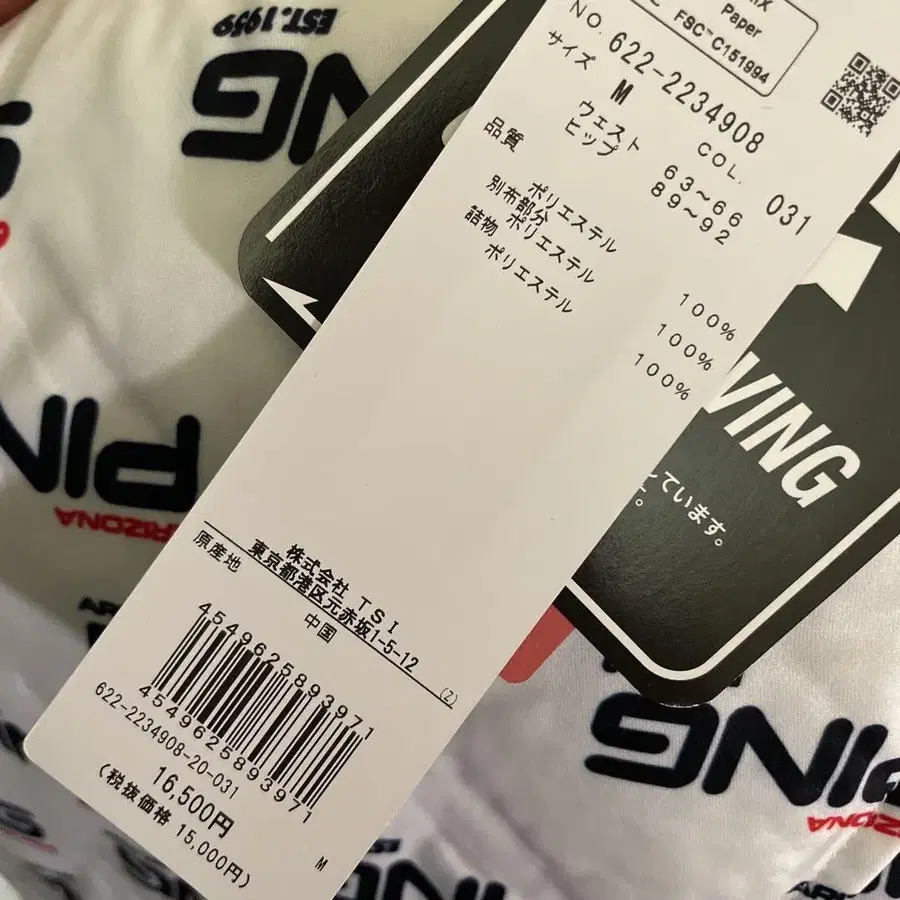 EST.1959
PING
ARIZONA
Paper
FSC™ C151994
NO. 622-2234908 COL. 031
サイズ M
ウェスト 63～66
ヒップ 89～92
品質
ポリエステル 100%
別布部分
ポリエステル 100%
詰物
ポリエステル 100%
株式会社 TSI
東京都港区元赤坂1-5-12
原産地 中国 (Z)
4549625893971
4549625893971
622-2234908-20-031
16,500円 M
(税抜価格 15,000円)
VING
ています。
PING
ARIZONA